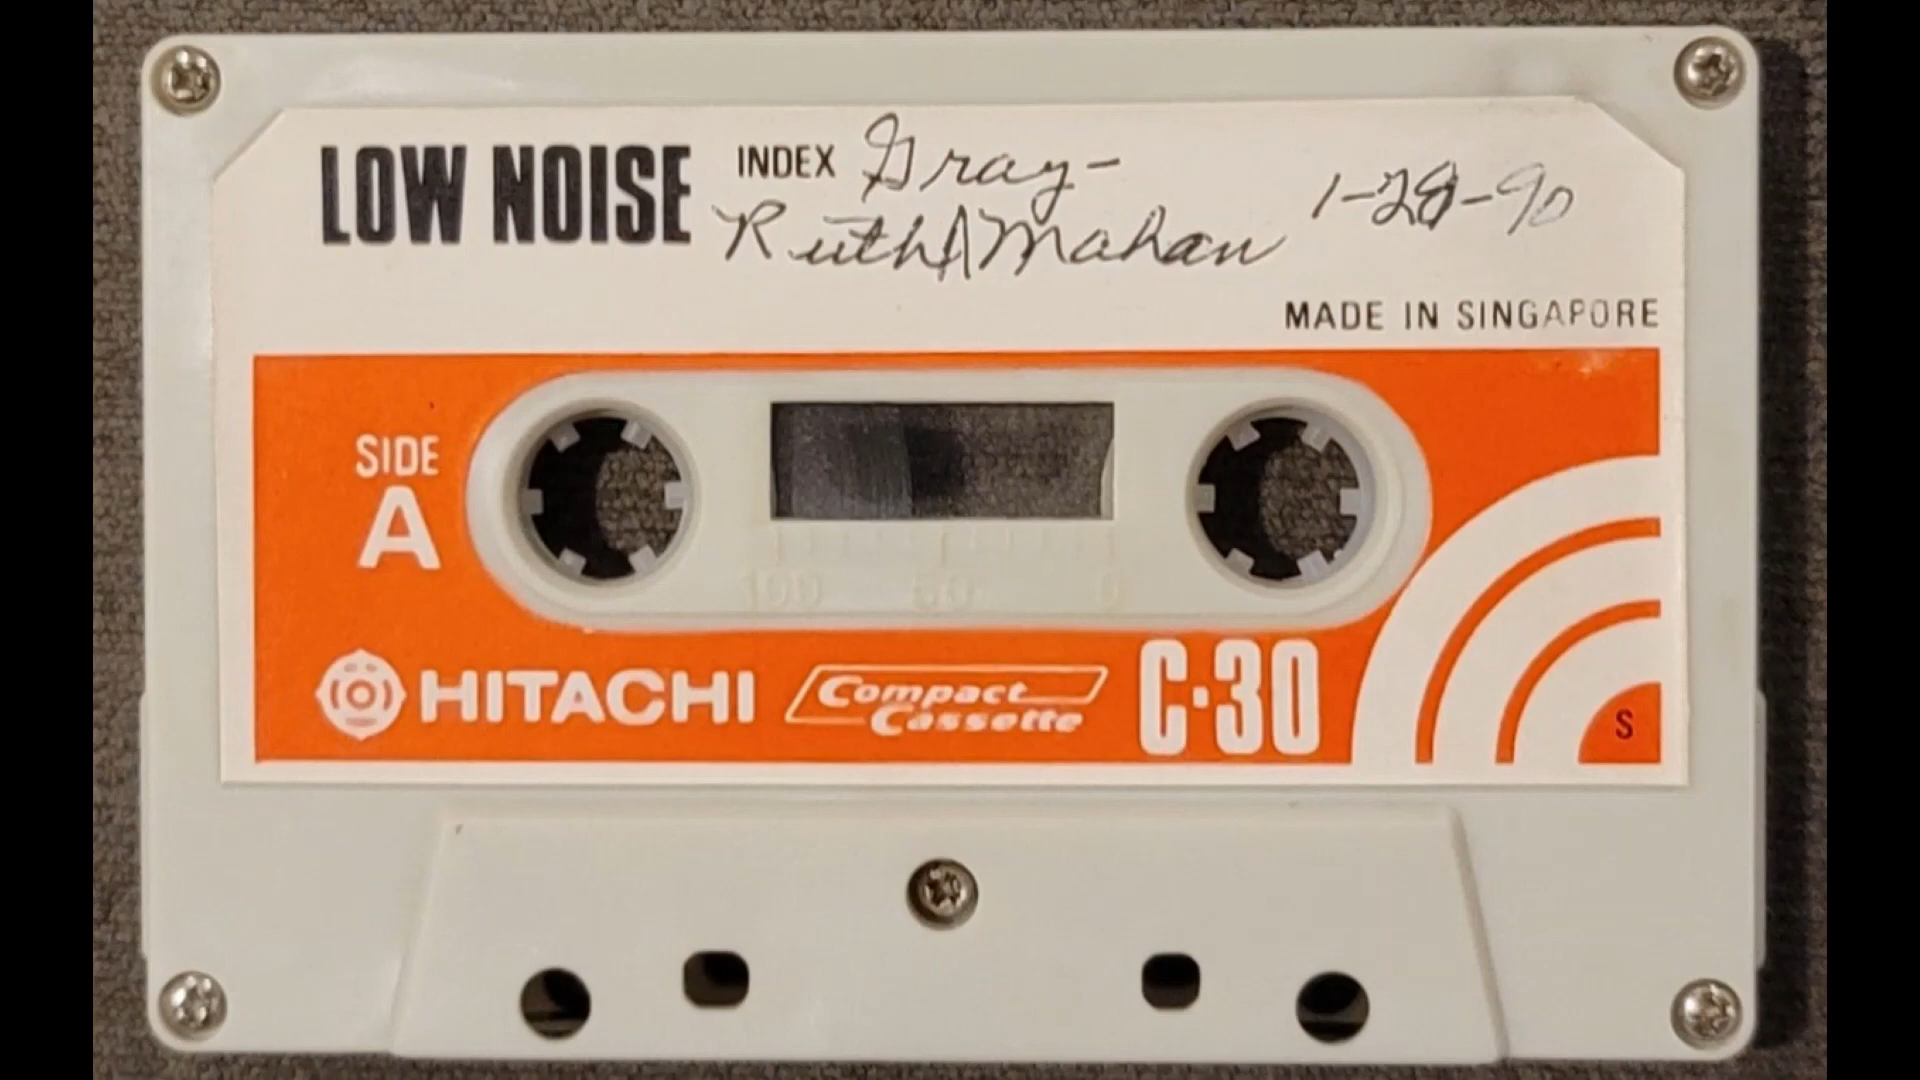 LOW NOISE INDEX Gray-
Ruth Mahan 1-28-90
MADE IN SINGAPORE
SIDE
A
100 50 0
HITACHI Compact Cassette C·30
S